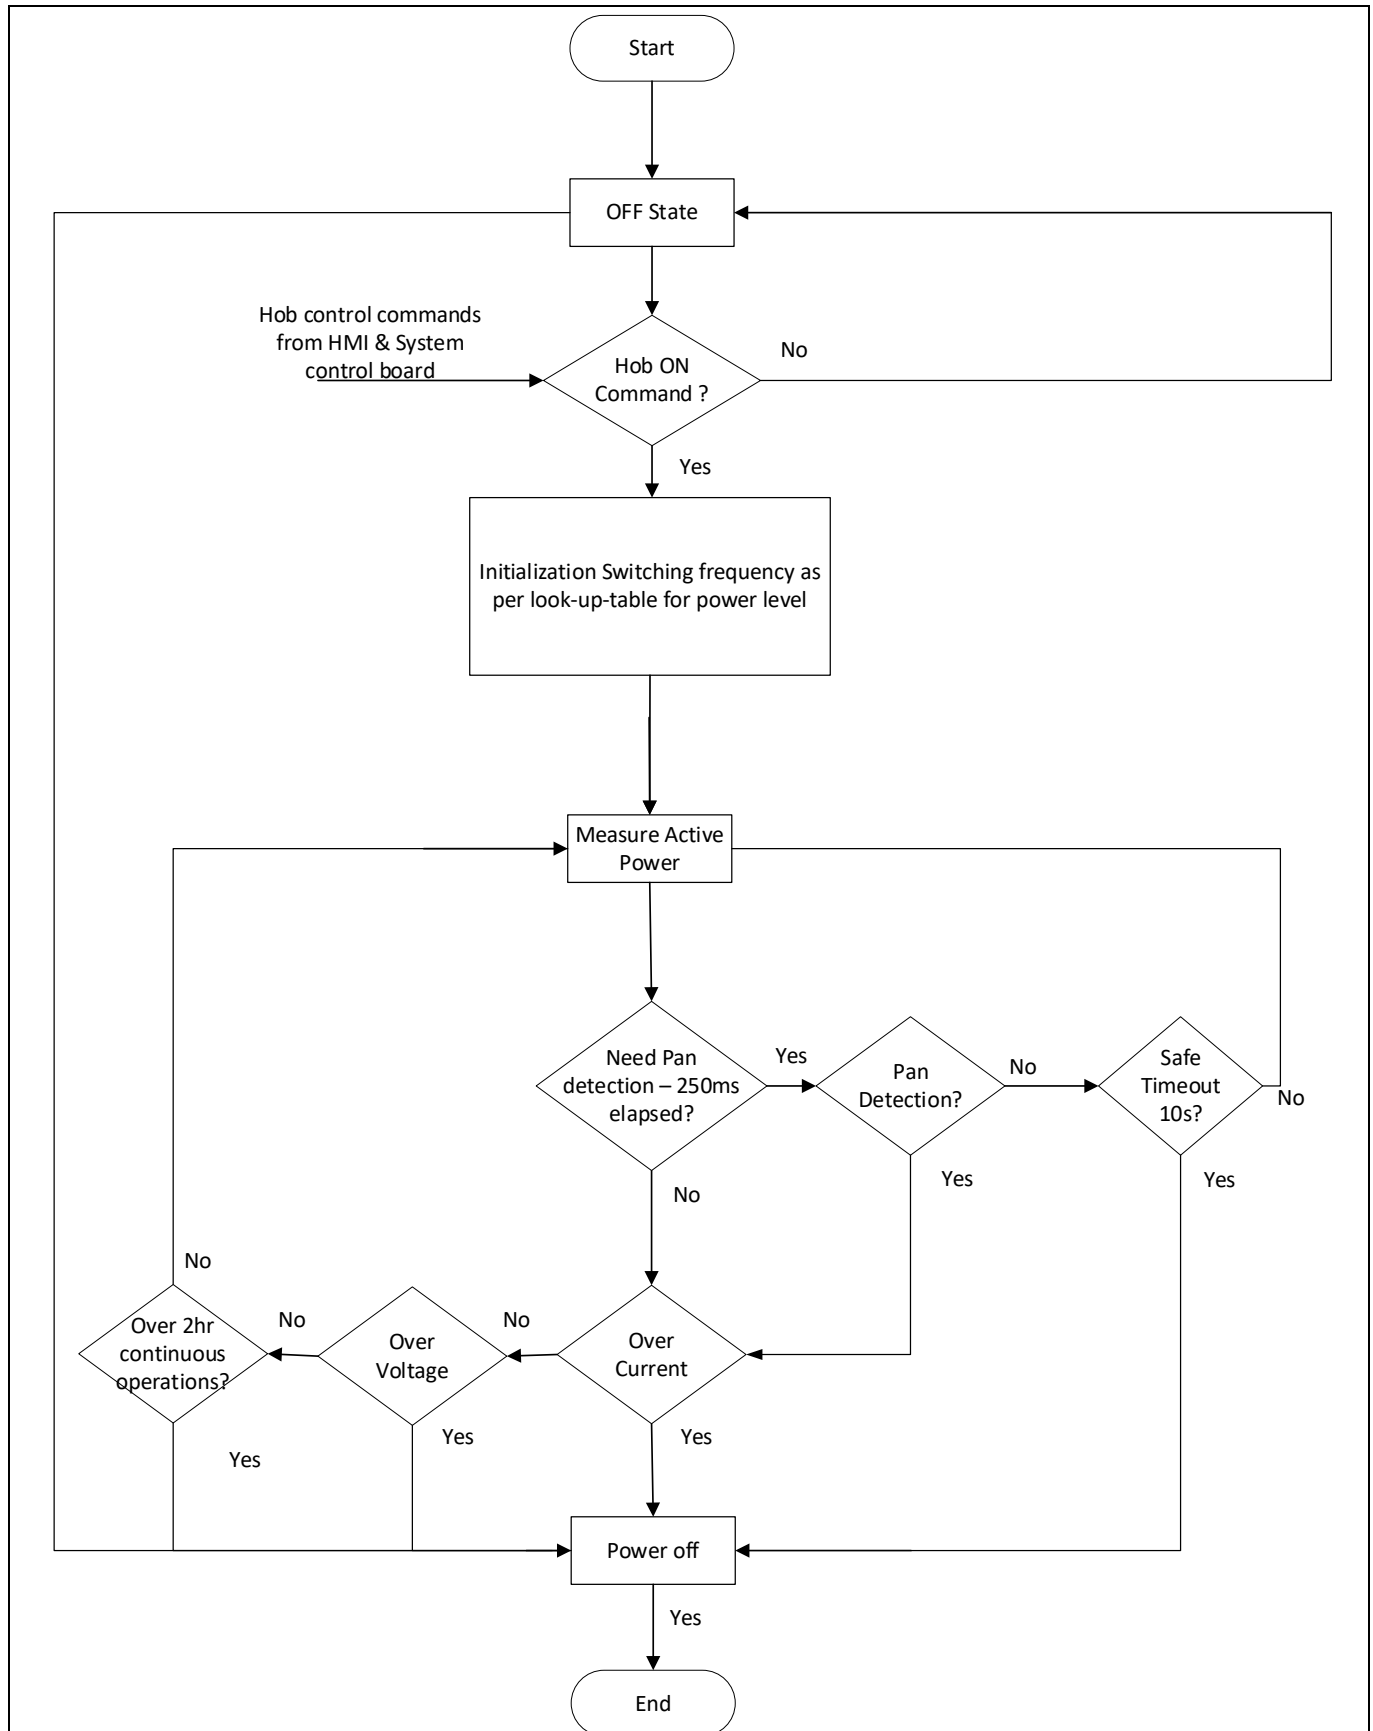 Start
OFF State
Hob control commands
from HMI & System
control board
Hob ON
Command ?
No
Yes
Initialization Switching frequency as
per look-up-table for power level
Measure Active
Power
Need Pan
detection – 250ms
elapsed?
Yes
Pan
Detection?
No
Safe
Timeout
10s?
No
Yes
Yes
No
No
Over 2hr
continuous
operations?
No
Over
Voltage
No
Over
Current
Yes
Yes
Yes
Power off
Yes
End